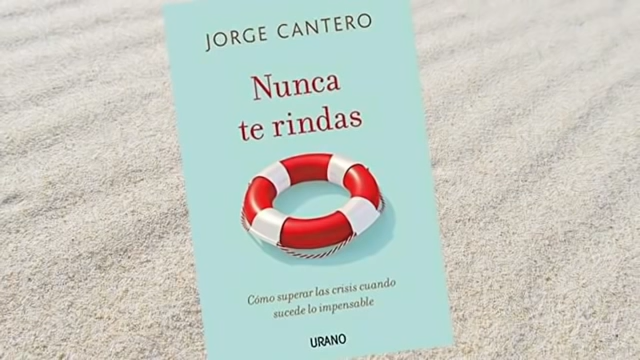 JORGE CANTERO
Nunca
te rindas
Cómo superar las crisis cuando
sucede lo impensable
URANO